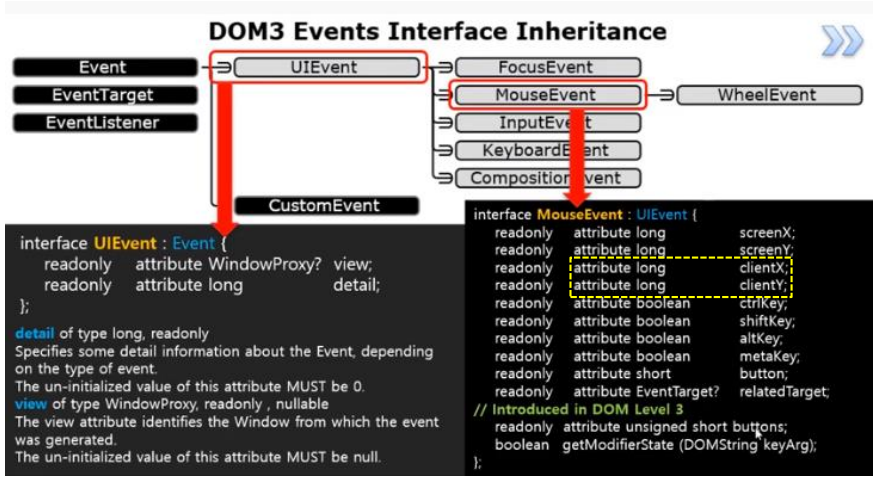 DOM3 Events Interface Inheritance
Event
UIEvent
FocusEvent
EventTarget
MouseEvent
WheelEvent
EventListener
InputEvent
KeyboardEvent
CompositionEvent
CustomEvent
interface UIEvent : Event {
readonly attribute WindowProxy? view;
readonly attribute long detail;
};
detail of type long, readonly
Specifies some detail information about the Event, depending
on the type of event.
The un-initialized value of this attribute MUST be 0.
view of type WindowProxy, readonly , nullable
The view attribute identifies the Window from which the event
was generated.
The un-initialized value of this attribute MUST be null.
interface MouseEvent : UIEvent {
readonly attribute long screenX;
readonly attribute long screenY;
readonly attribute long clientX;
readonly attribute long clientY;
readonly attribute boolean ctrlKey;
readonly attribute boolean shiftKey;
readonly attribute boolean altKey;
readonly attribute boolean metaKey;
readonly attribute short button;
readonly attribute EventTarget? relatedTarget;
// Introduced in DOM Level 3
readonly attribute unsigned short buttons;
boolean getModifierState (DOMString keyArg);
};